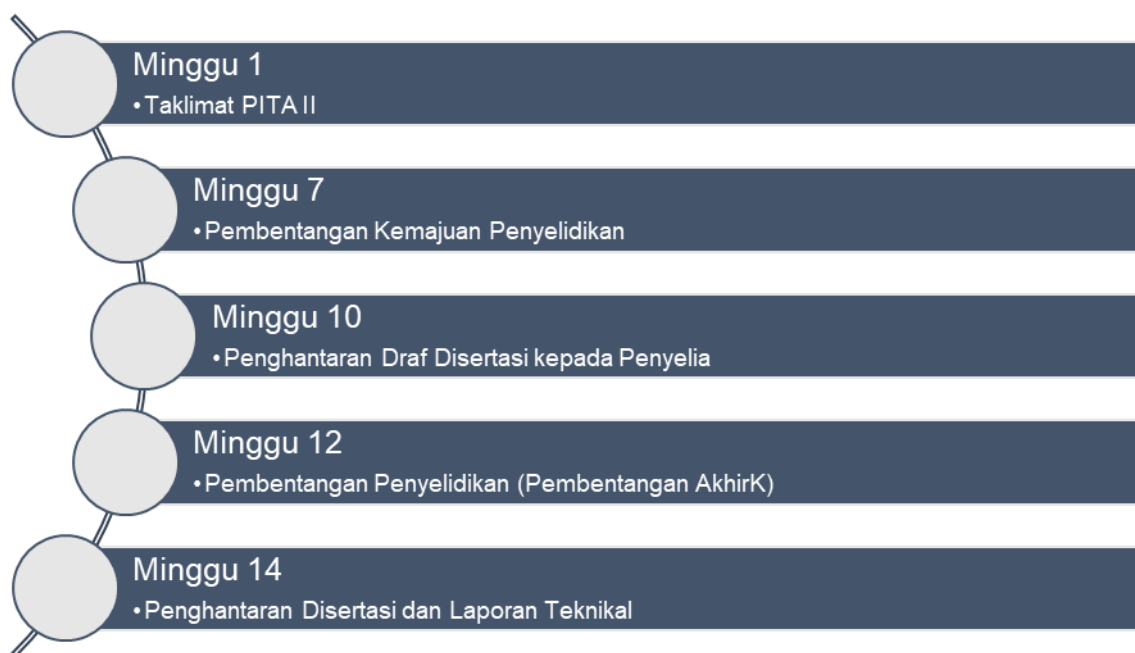 Minggu 1
•Taklimat PITA II
Minggu 7
•Pembentangan Kemajuan Penyelidikan
Minggu 10
•Penghantaran Draf Disertasi kepada Penyelia
Minggu 12
•Pembentangan Penyelidikan (Pembentangan AkhirK)
Minggu 14
•Penghantaran Disertasi dan Laporan Teknikal